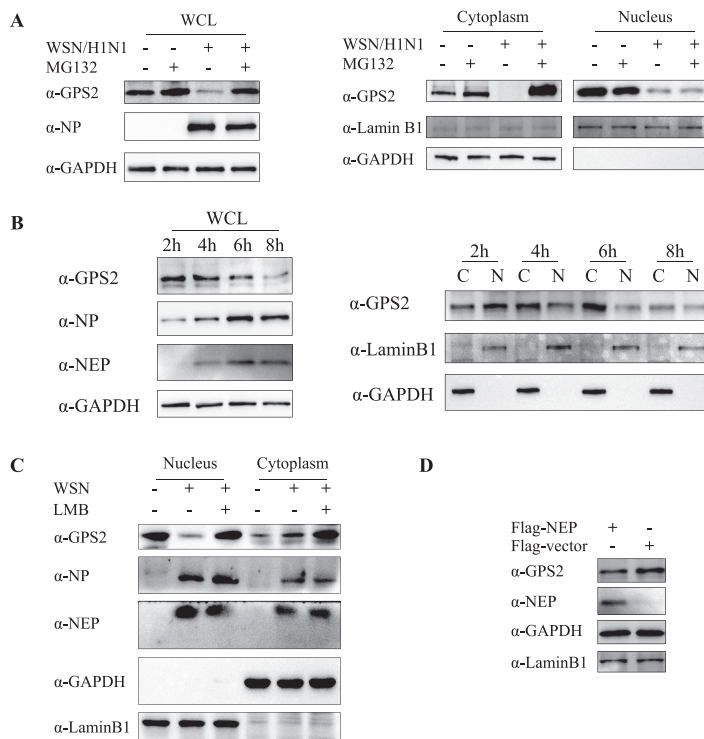 A
WCL
WSN/H1N1 - - + +
MG132 - + - +
α-GPS2
α-NP
α-GAPDH
Cytoplasm Nucleus
WSN/H1N1 - - + + - - + +
MG132 - + - + - + - +
α-GPS2
α-Lamin B1
α-GAPDH
B
WCL
2h 4h 6h 8h
α-GPS2
α-NP
α-NEP
α-GAPDH
2h 4h 6h 8h
C N C N C N C N
α-GPS2
α-LaminB1
α-GAPDH
C
Nucleus Cytoplasm
WSN - + + - + +
LMB - - + - - +
α-GPS2
α-NP
α-NEP
α-GAPDH
α-LaminB1
D
Flag-NEP + -
Flag-vector - +
α-GPS2
α-NEP
α-GAPDH
α-LaminB1